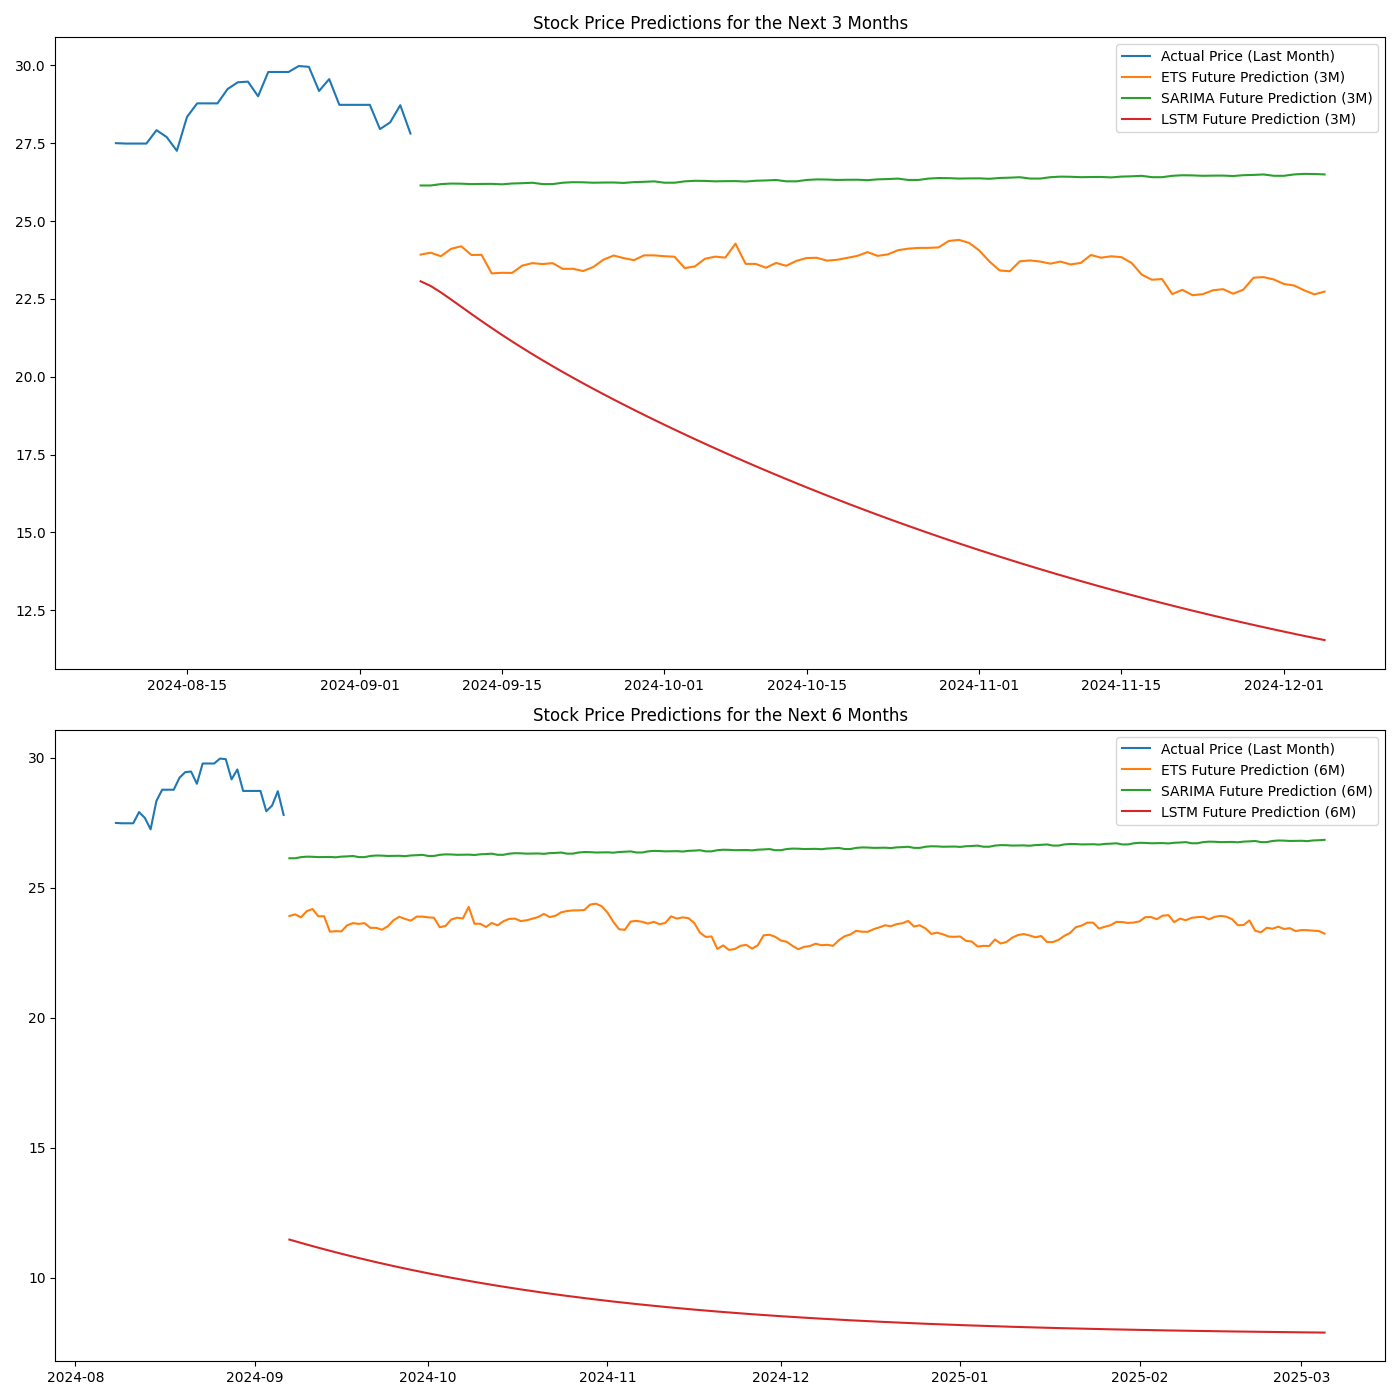 Stock Price Predictions for the Next 3 Months
Actual Price (Last Month)
ETS Future Prediction (3M)
SARIMA Future Prediction (3M)
LSTM Future Prediction (3M)
30.0
27.5
25.0
22.5
20.0
17.5
15.0
12.5
2024-08-15 2024-09-01 2024-09-15 2024-10-01 2024-10-15 2024-11-01 2024-11-15 2024-12-01
Stock Price Predictions for the Next 6 Months
Actual Price (Last Month)
ETS Future Prediction (6M)
SARIMA Future Prediction (6M)
LSTM Future Prediction (6M)
30
25
20
15
10
2024-08 2024-09 2024-10 2024-11 2024-12 2025-01 2025-02 2025-03